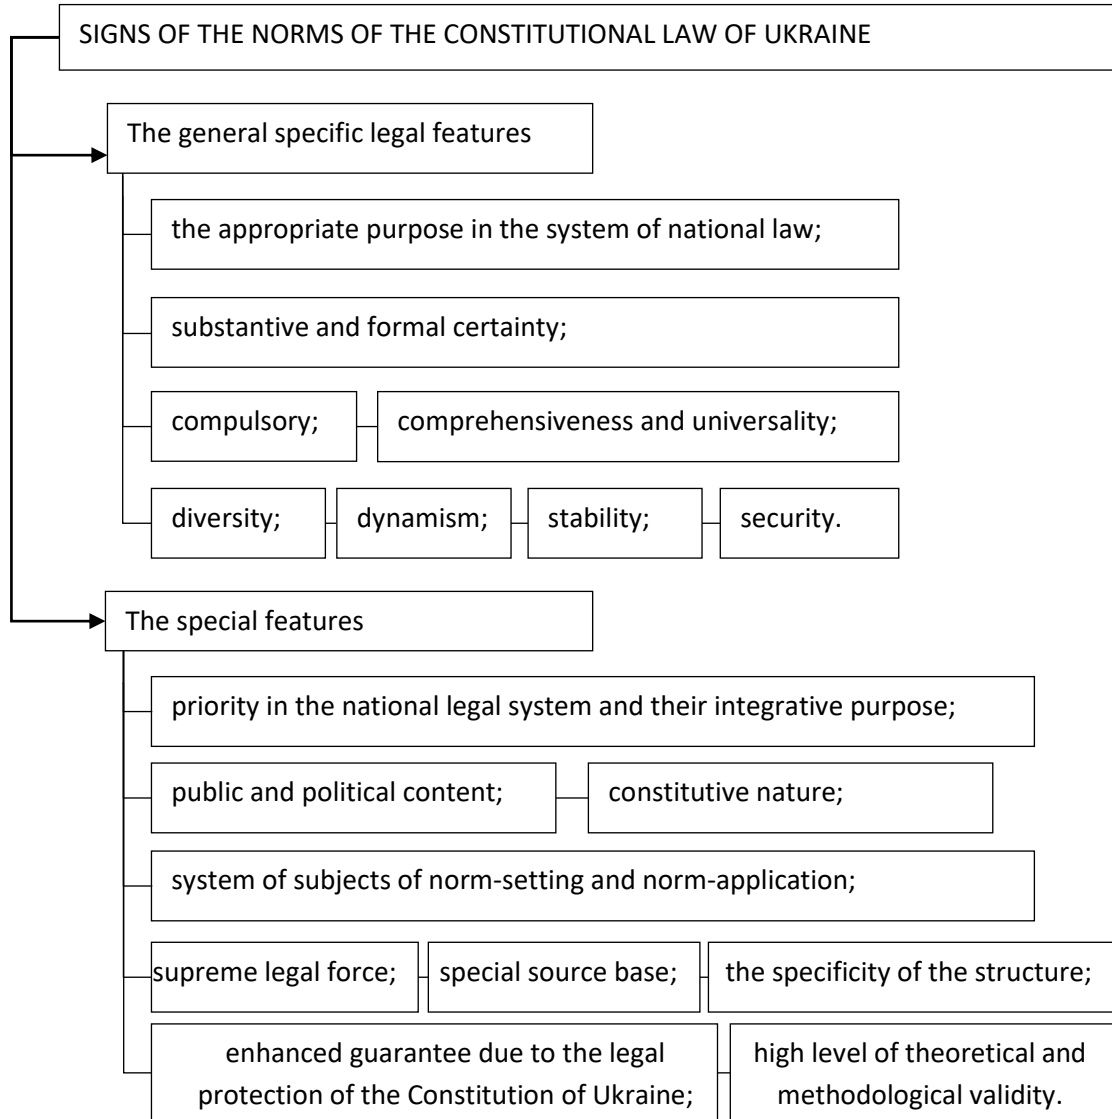 SIGNS OF THE NORMS OF THE CONSTITUTIONAL LAW OF UKRAINE
The general specific legal features
the appropriate purpose in the system of national law;
substantive and formal certainty;
compulsory;
comprehensiveness and universality;
diversity;
dynamism;
stability;
security.
The special features
priority in the national legal system and their integrative purpose;
public and political content;
constitutive nature;
system of subjects of norm-setting and norm-application;
supreme legal force;
special source base;
the specificity of the structure;
enhanced guarantee due to the legal
protection of the Constitution of Ukraine;
high level of theoretical and
methodological validity.